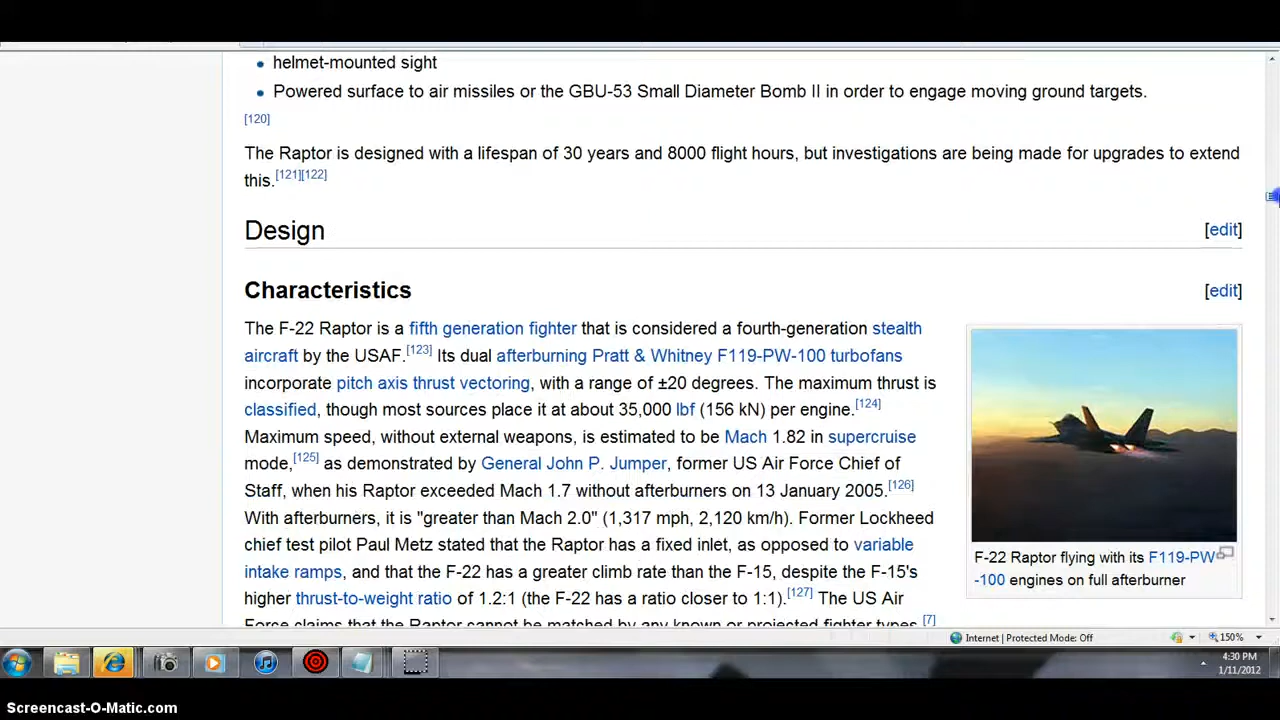 helmet-mounted sight
Powered surface to air missiles or the GBU-53 Small Diameter Bomb II in order to engage moving ground targets.
[120]
The Raptor is designed with a lifespan of 30 years and 8000 flight hours, but investigations are being made for upgrades to extend
this.[121][122]
Design [edit]
Characteristics [edit]
The F-22 Raptor is a fifth generation fighter that is considered a fourth-generation stealth
aircraft by the USAF.[123] Its dual afterburning Pratt & Whitney F119-PW-100 turbofans
incorporate pitch axis thrust vectoring, with a range of ±20 degrees. The maximum thrust is
classified, though most sources place it at about 35,000 lbf (156 kN) per engine.[124]
Maximum speed, without external weapons, is estimated to be Mach 1.82 in supercruise
mode,[125] as demonstrated by General John P. Jumper, former US Air Force Chief of
Staff, when his Raptor exceeded Mach 1.7 without afterburners on 13 January 2005.[126]
With afterburners, it is "greater than Mach 2.0" (1,317 mph, 2,120 km/h). Former Lockheed
chief test pilot Paul Metz stated that the Raptor has a fixed inlet, as opposed to variable
intake ramps, and that the F-22 has a greater climb rate than the F-15, despite the F-15's
higher thrust-to-weight ratio of 1.2:1 (the F-22 has a ratio closer to 1:1).[127] The US Air
Force claims that the Raptor cannot be matched by any known or projected fighter types.[7]
F-22 Raptor flying with its F119-PW
-100 engines on full afterburner
Internet | Protected Mode: Off
150%
4:30 PM
1/11/2012
Screencast-O-Matic.com